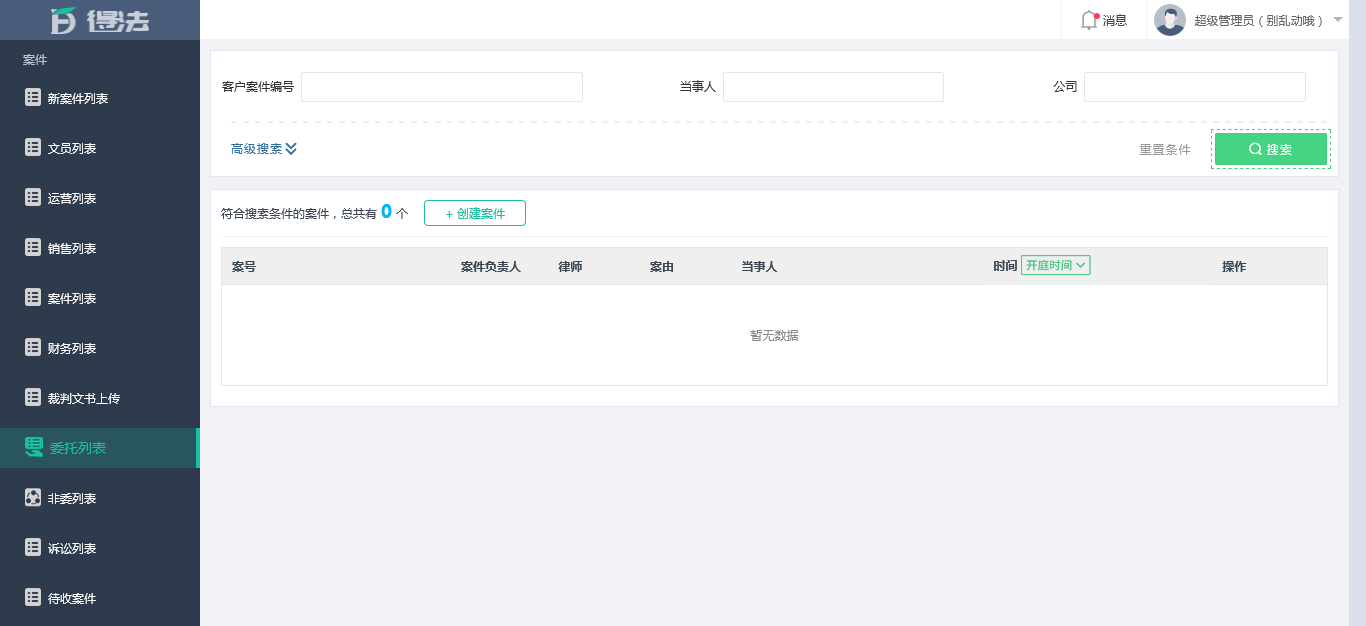 得法
消息
超级管理员（别乱动哦）
案件
新案件列表
文员列表
运营列表
销售列表
案件列表
财务列表
裁判文书上传
委托列表
非委列表
诉讼列表
待收案件
客户案件编号
当事人
公司
高级搜索
重置条件
搜索
符合搜索条件的案件，总共有 0 个
+ 创建案件
案号 案件负责人 律师 案由 当事人 时间 开庭时间 操作
暂无数据